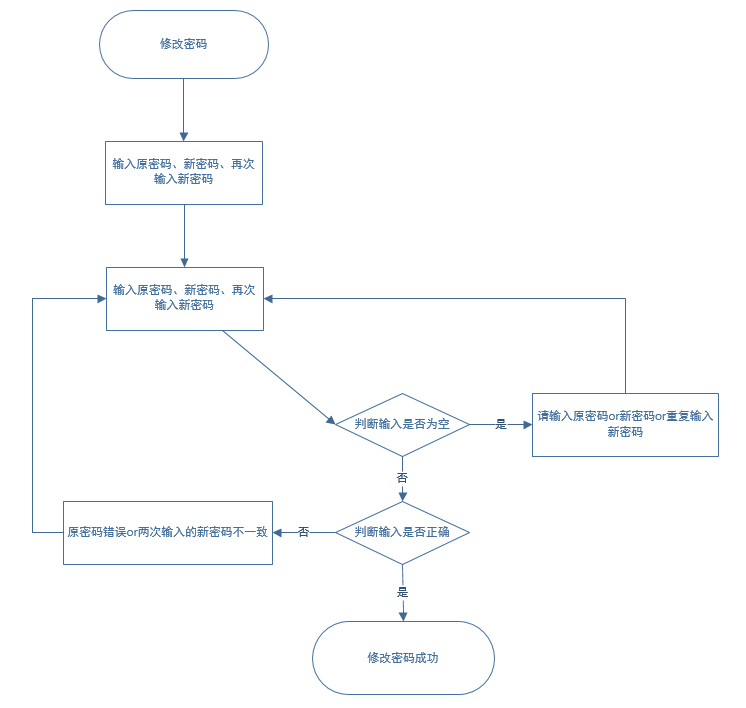 修改密码
输入原密码、新密码、再次
输入新密码
输入原密码、新密码、再次
输入新密码
判断输入是否为空
是
请输入原密码or新密码or重复输入
新密码
否
原密码错误or两次输入的新密码不一致
否
判断输入是否正确
是
修改密码成功